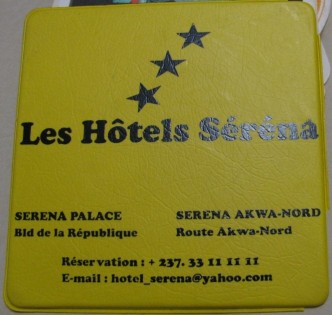 Les Hôtels Séréna
SERENA PALACE
Bld de la République
SERENA AKWA-NORD
Route Akwa-Nord
Réservation : + 237. 33 11 11 11
E-mail : hotel_serena@yahoo.com